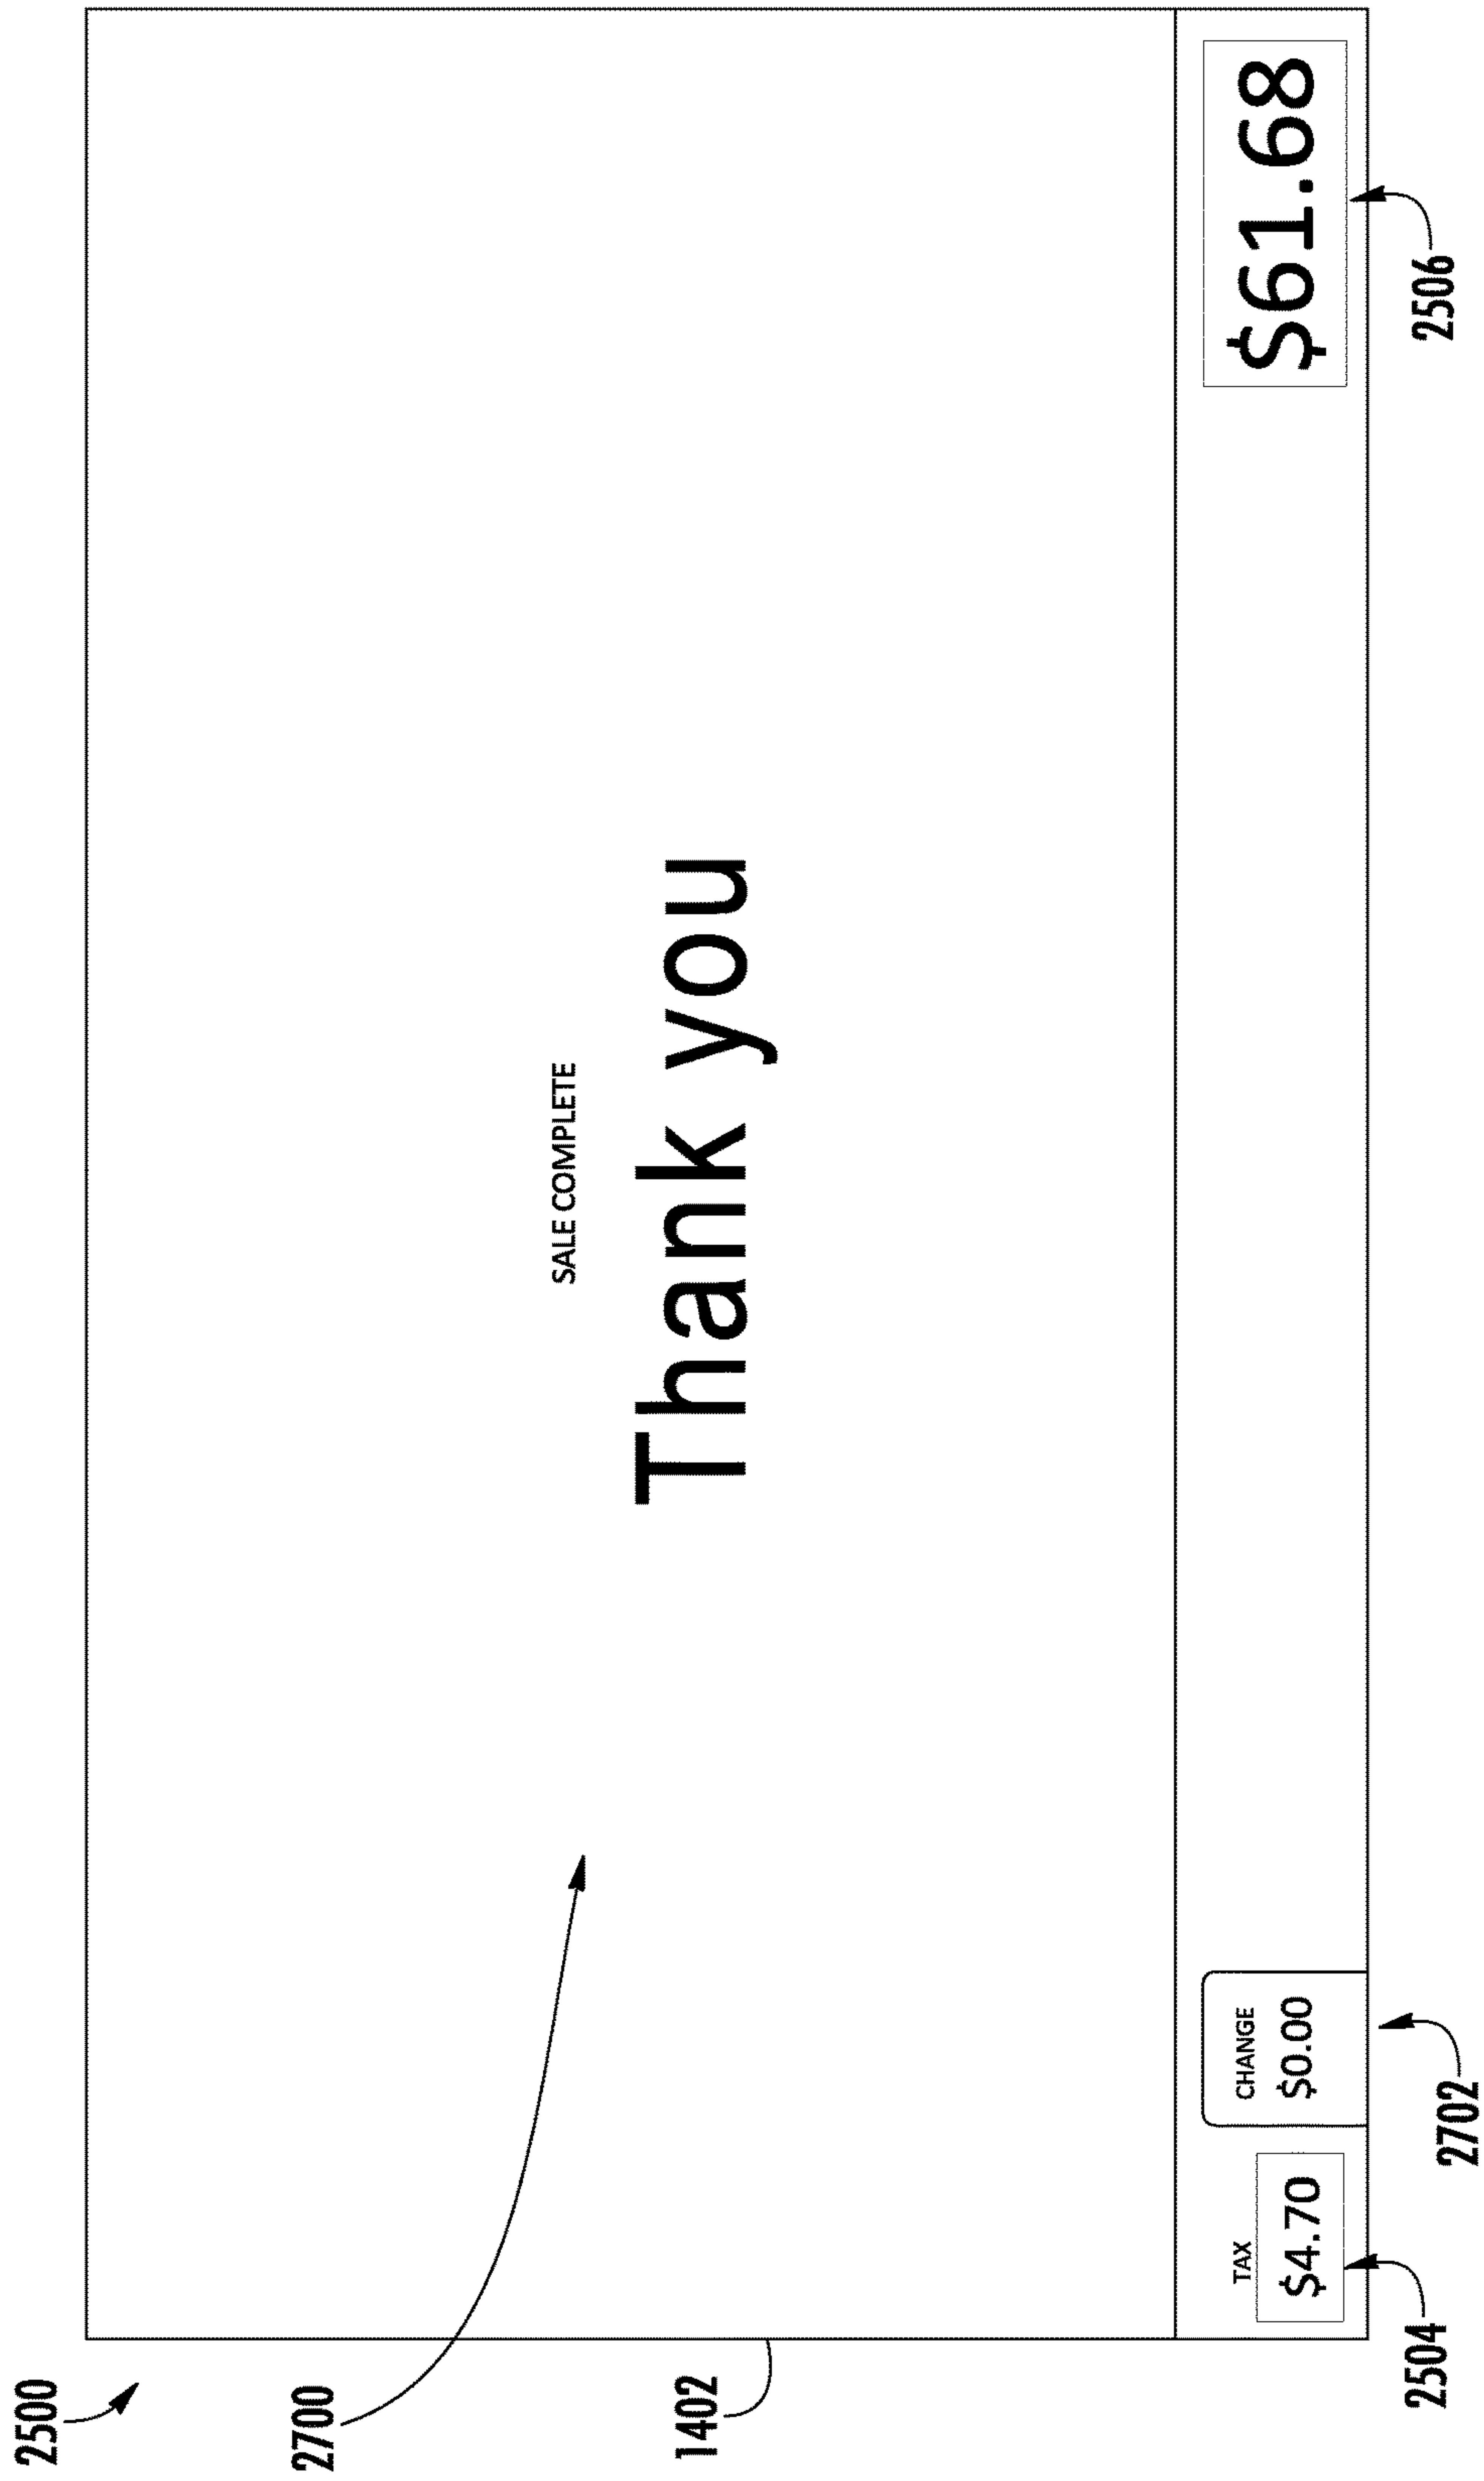 2500
2700
SALE COMPLETE
Thank you
1402
TAX
$4.70
CHANGE
$0.00
$61.68
2504
2702
2506